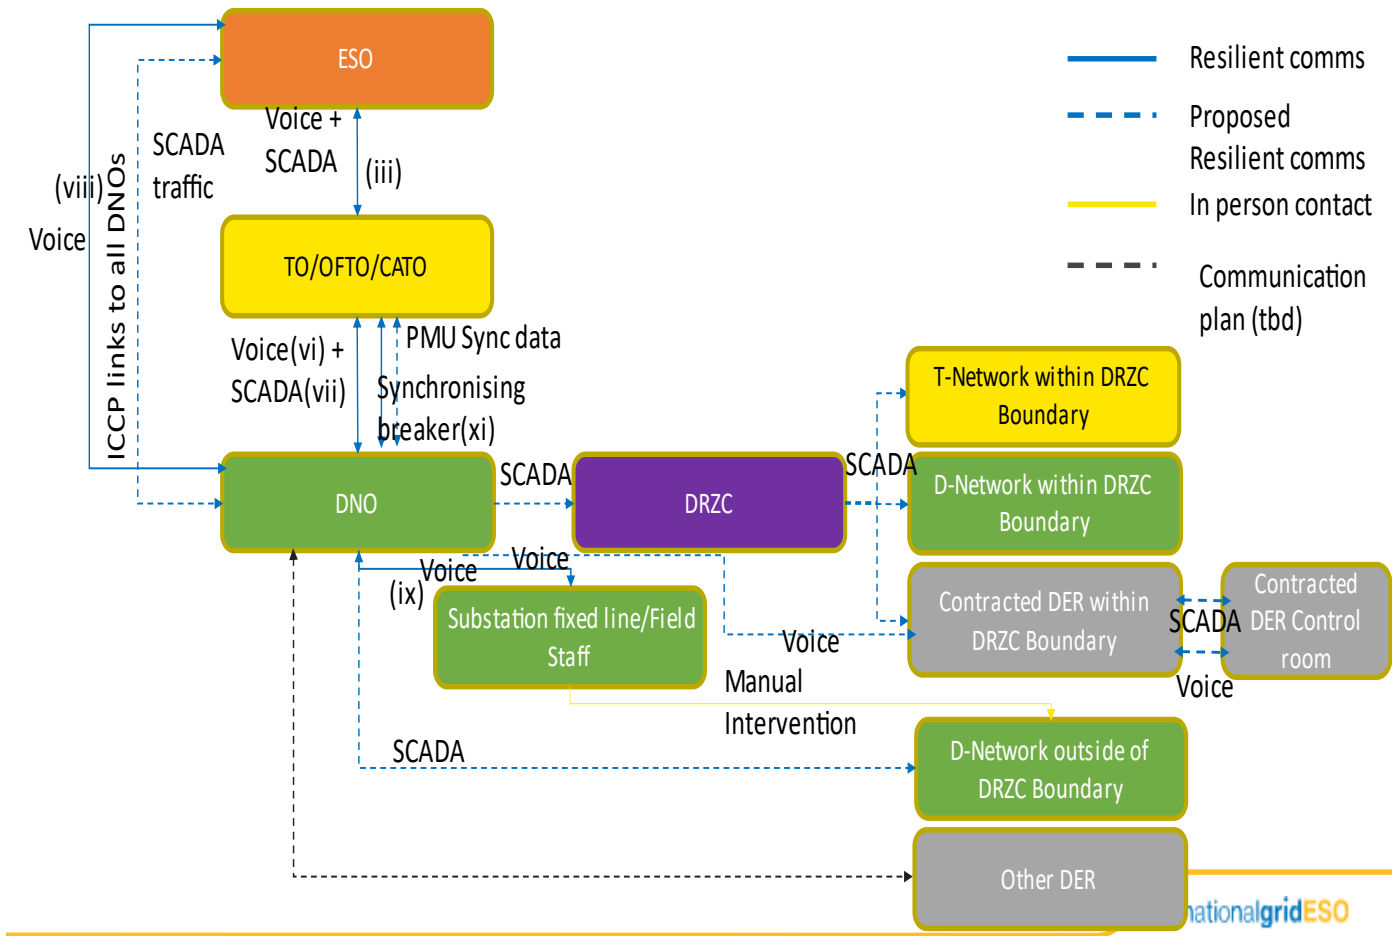 ESO
Resilient comms
Proposed
Resilient comms
In person contact
Communication
plan (tbd)
Voice +
SCADA
(iii)
SCADA
traffic
(viii)
Voice
ICCP links to all DNOs
TO/OFTO/CATO
Voice(vi) +
SCADA(vii)
PMU Sync data
Synchronising
breaker(xi)
T-Network within DRZC
Boundary
DNO
SCADA
DRZC
SCADA
D-Network within DRZC
Boundary
Voice
Voice
(ix)
Substation fixed line/Field
Staff
Contracted DER within
DRZC Boundary
SCADA
Voice
Contracted
DER Control
room
Voice
Manual
Intervention
SCADA
D-Network outside of
DRZC Boundary
Other DER
nationalgridESO